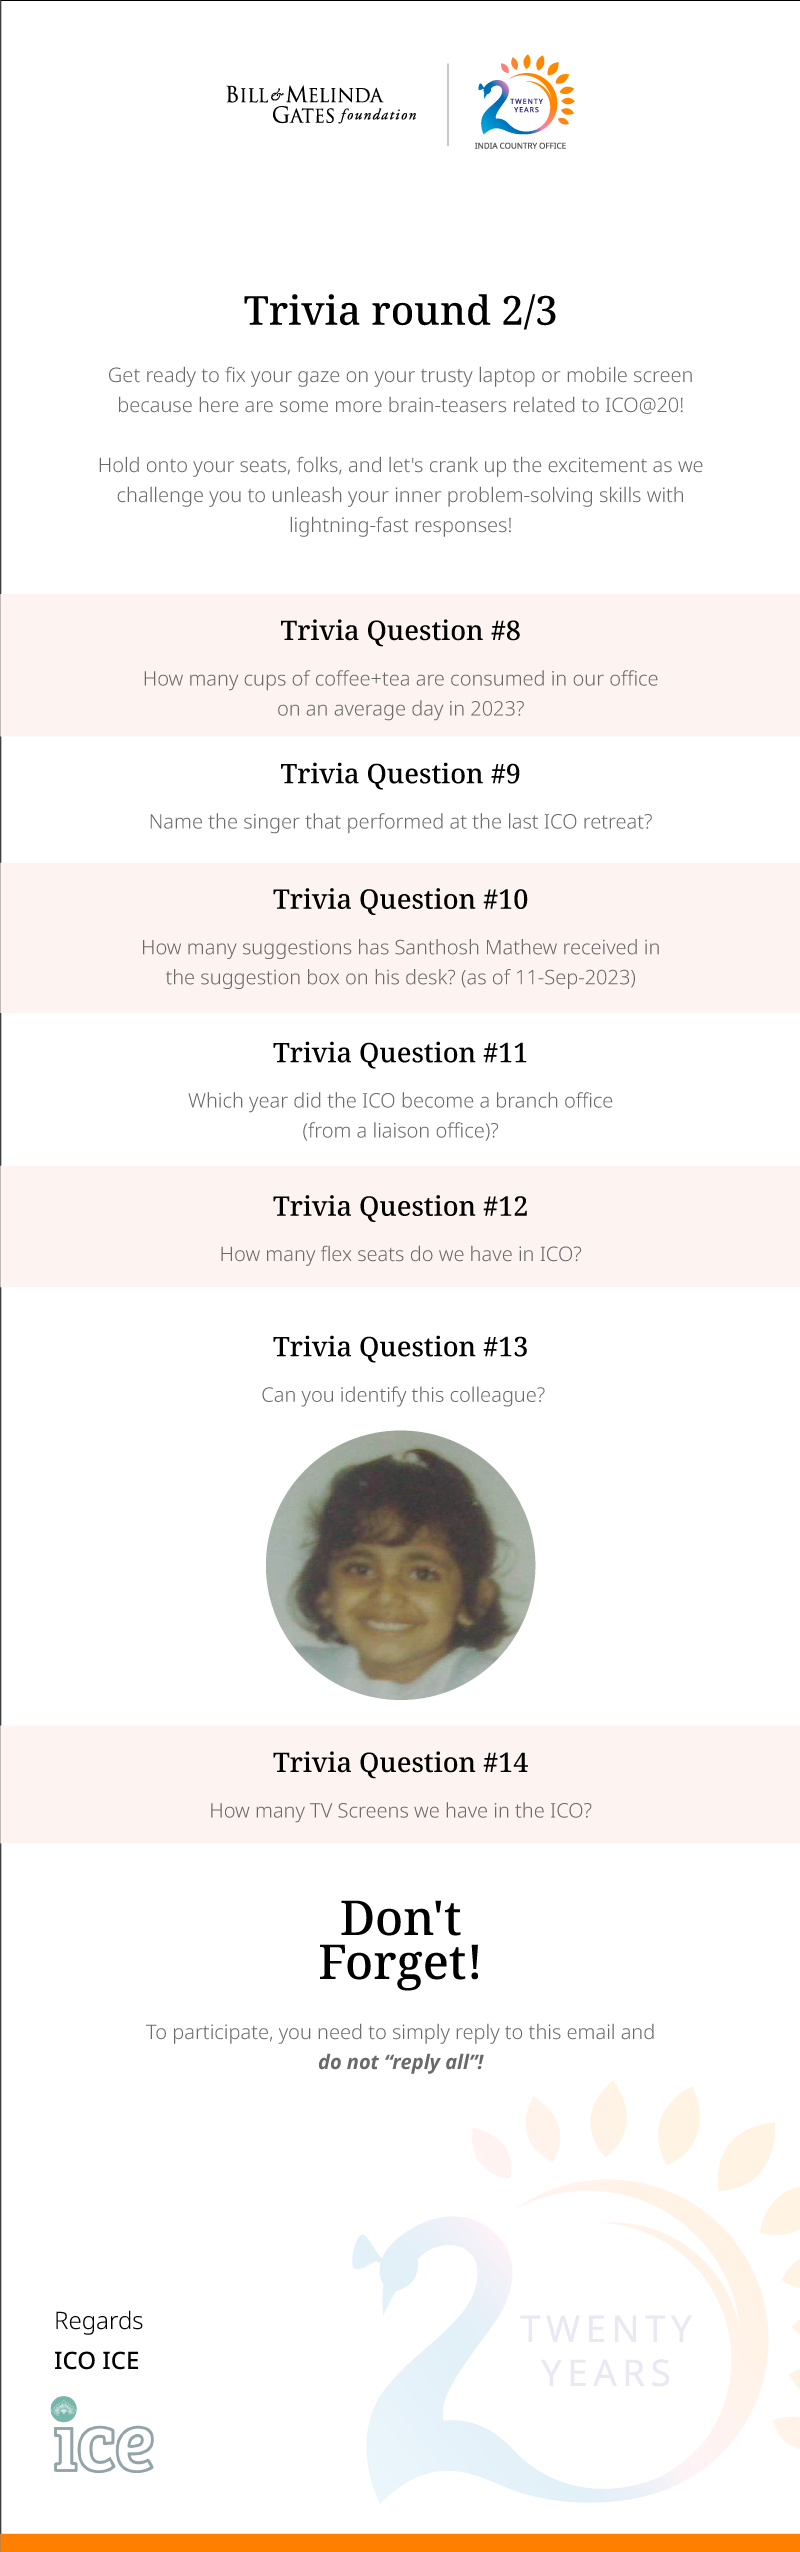 BILL & MELINDA
GATES foundation
TWENTY
YEARS
INDIA COUNTRY OFFICE
Trivia round 2/3
Get ready to fix your gaze on your trusty laptop or mobile screen
because here are some more brain-teasers related to ICO@20!
Hold onto your seats, folks, and let's crank up the excitement as we
challenge you to unleash your inner problem-solving skills with
lightning-fast responses!
Trivia Question #8
How many cups of coffee+tea are consumed in our office
on an average day in 2023?
Trivia Question #9
Name the singer that performed at the last ICO retreat?
Trivia Question #10
How many suggestions has Santhosh Mathew received in
the suggestion box on his desk? (as of 11-Sep-2023)
Trivia Question #11
Which year did the ICO become a branch office
(from a liaison office)?
Trivia Question #12
How many flex seats do we have in ICO?
Trivia Question #13
Can you identify this colleague?
Trivia Question #14
How many TV Screens we have in the ICO?
Don't
Forget!
To participate, you need to simply reply to this email and
do not “reply all”!
TWENTY
YEARS
Regards
ICO ICE
ice